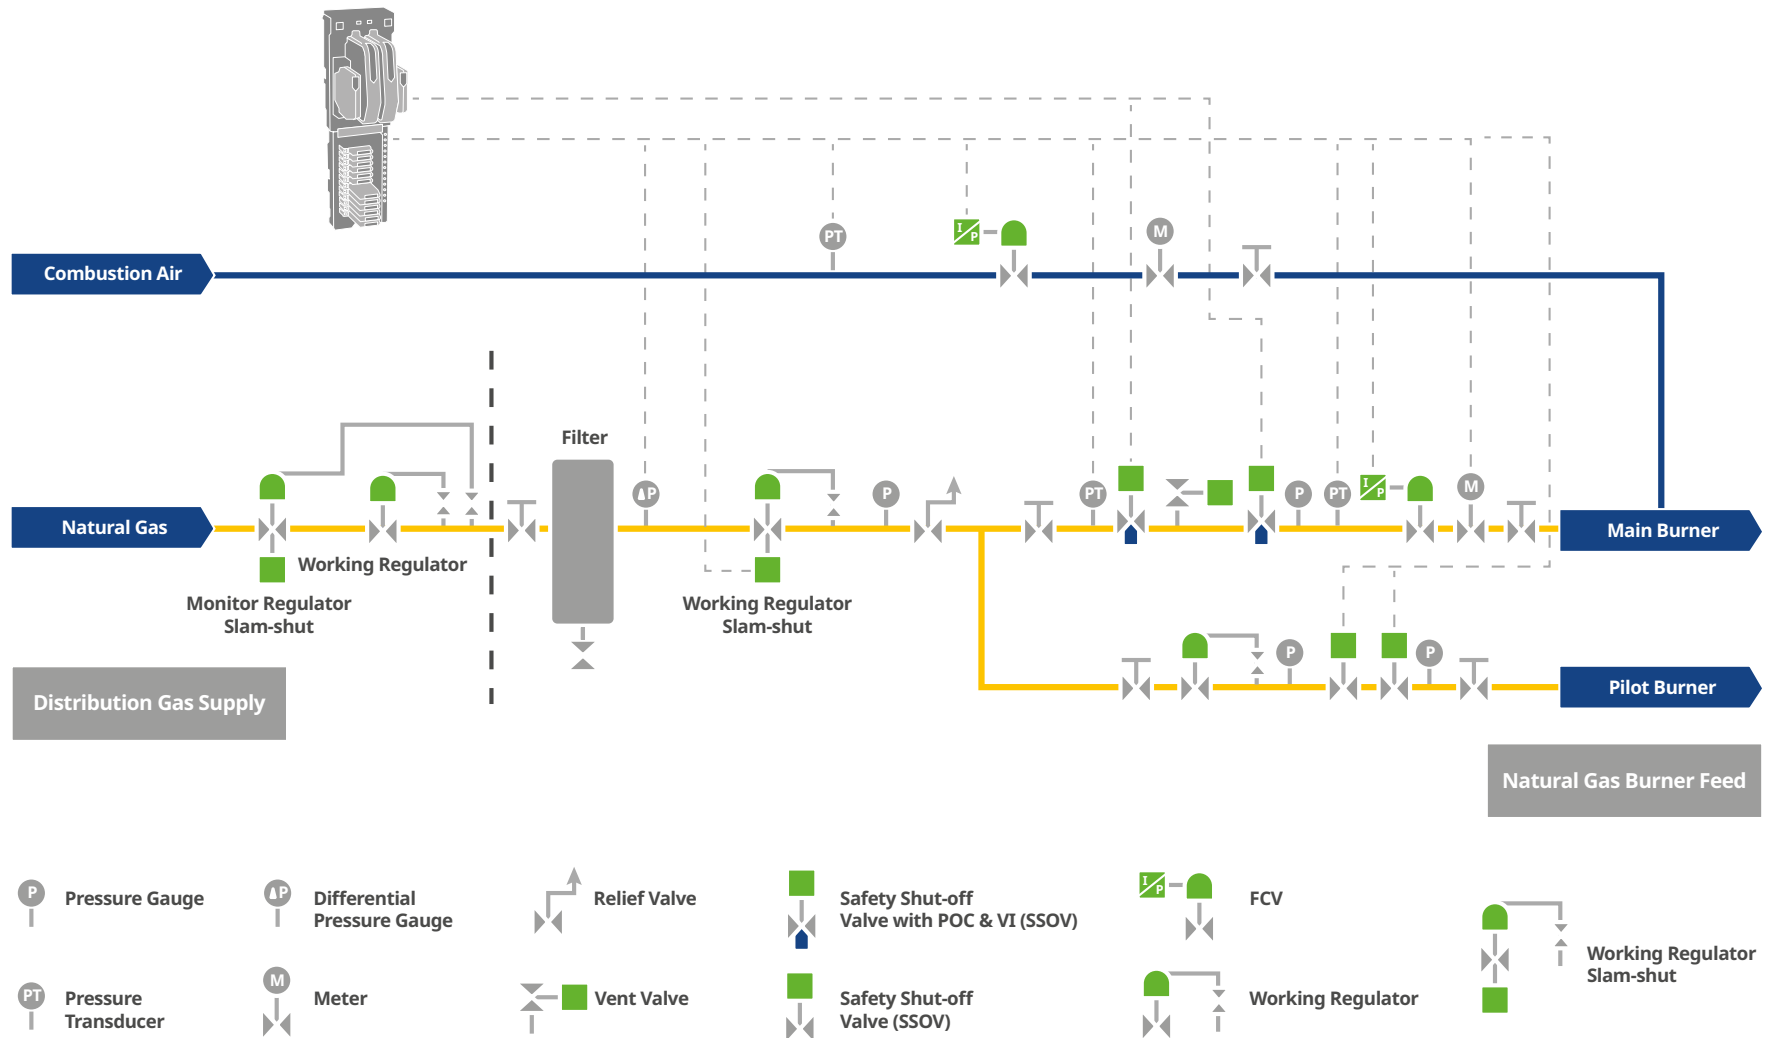 PT
I/P
M
Combustion Air
Filter
ΔP
P
PT
P
PT
I/P
M
Natural Gas
Main Burner
Working Regulator
Monitor Regulator
Slam-shut
Working Regulator
Slam-shut
P
P
Pilot Burner
Distribution Gas Supply
Natural Gas Burner Feed
P
Pressure Gauge
ΔP
Differential
Pressure Gauge
Relief Valve
Safety Shut-off
Valve with POC & VI (SSOV)
I/P
FCV
Working Regulator
Slam-shut
PT
Pressure
Transducer
M
Meter
Vent Valve
Safety Shut-off
Valve (SSOV)
Working Regulator